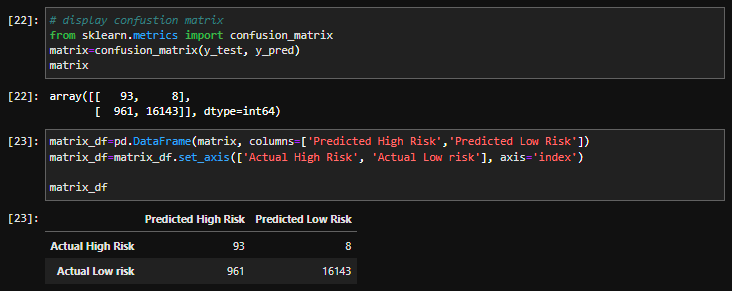 [22]: # display confustion matrix
from sklearn.metrics import confusion_matrix
matrix=confusion_matrix(y_test, y_pred)
matrix
[22]: array([[   93,     8],
       [  961, 16143]], dtype=int64)
[23]: matrix_df=pd.DataFrame(matrix, columns=['Predicted High Risk','Predicted Low Risk'])
matrix_df=matrix_df.set_axis(['Actual High Risk', 'Actual Low risk'], axis='index')
matrix_df
[23]:
Predicted High Risk Predicted Low Risk
Actual High Risk 93 8
Actual Low risk 961 16143